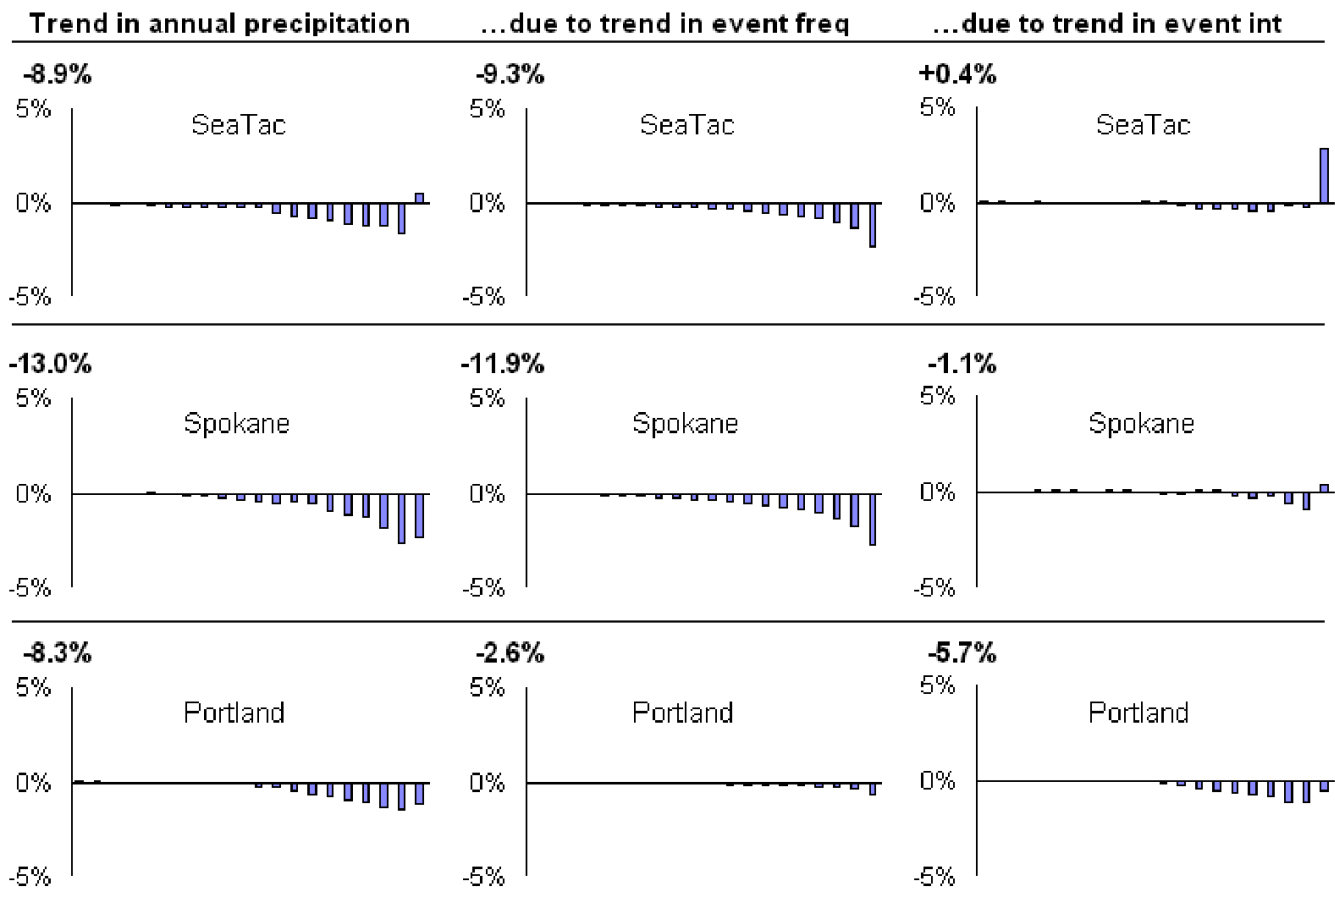 Trend in annual precipitation ...due to trend in event freq ...due to trend in event int
-8.9% -9.3% +0.4%
5% 5% 5%
SeaTac SeaTac SeaTac
0% 0% 0%
-5% -5% -5%
-13.0% -11.9% -1.1%
5% 5% 5%
Spokane Spokane Spokane
0% 0% 0%
-5% -5% -5%
-8.3% -2.6% -5.7%
5% 5% 5%
Portland Portland Portland
0% 0% 0%
-5% -5% -5%